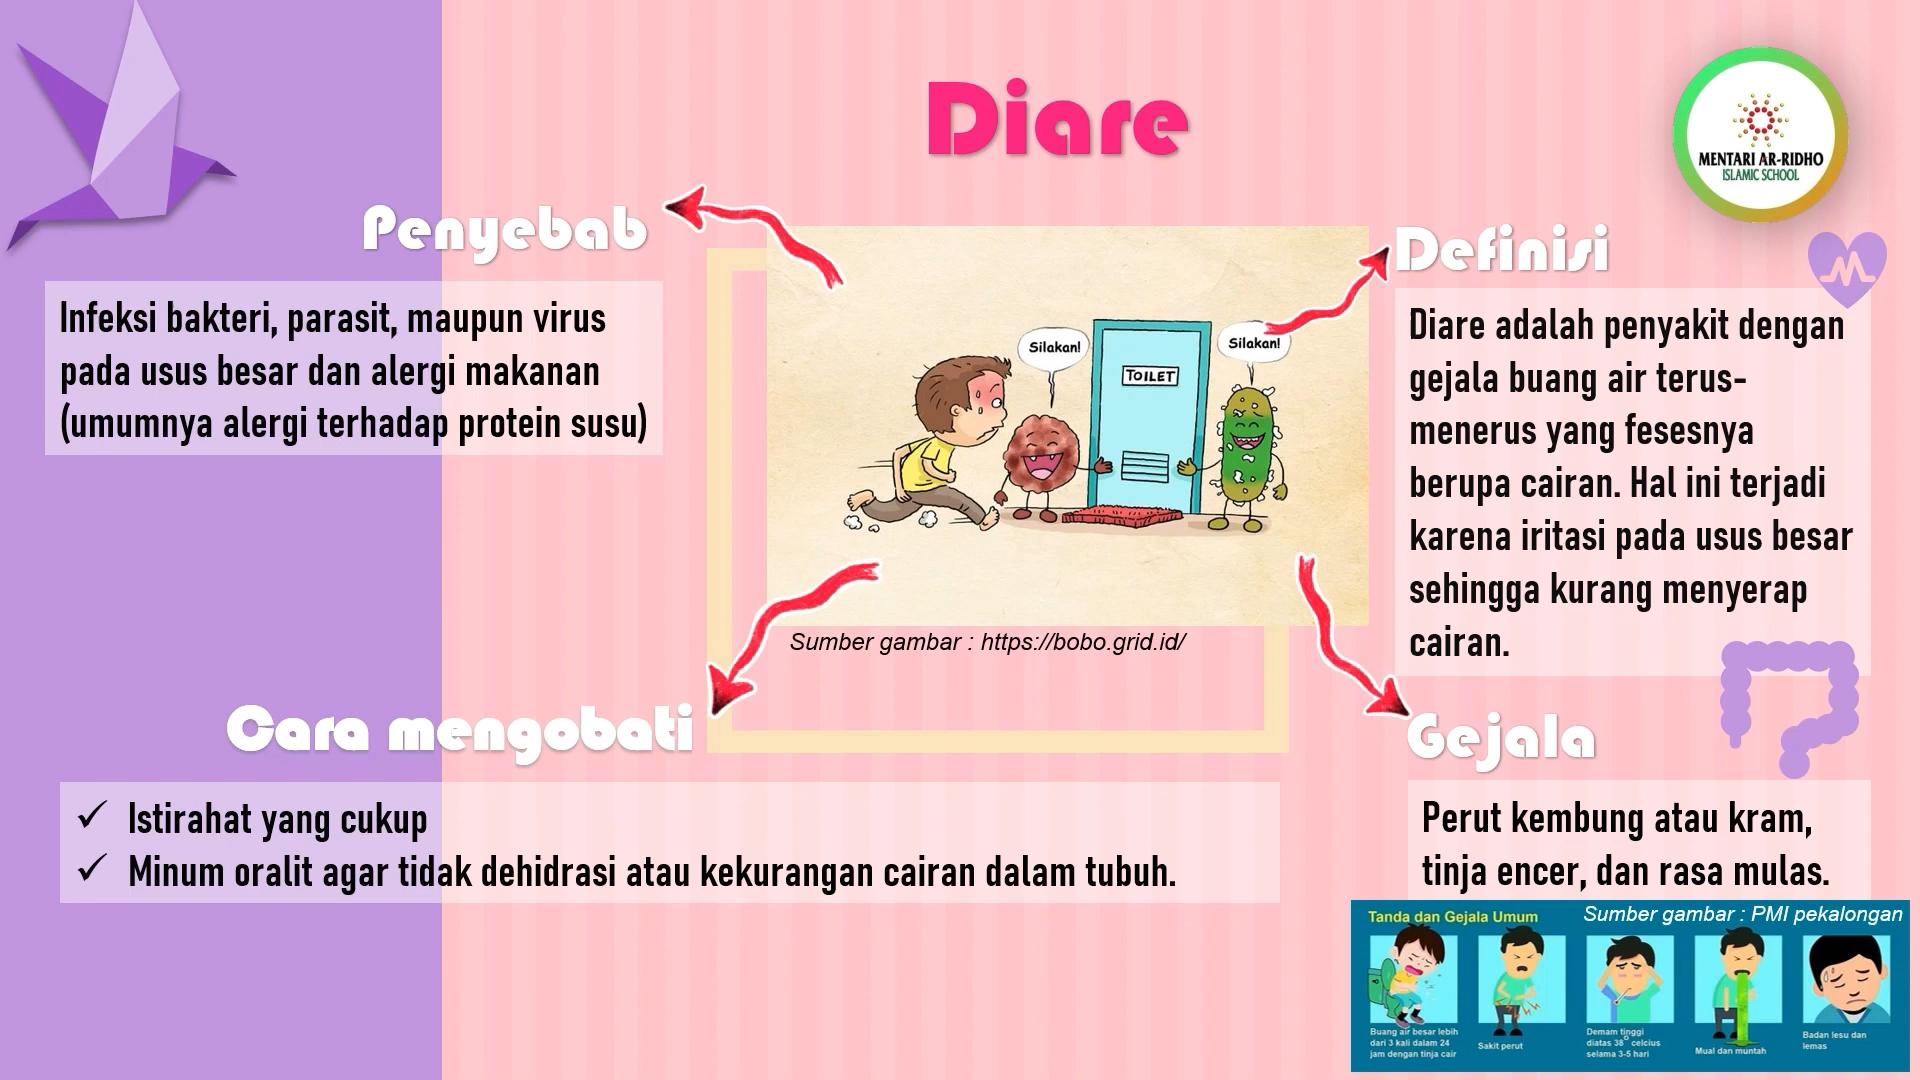 Diare
MENTARI AR-RIDHO
ISLAMIC SCHOOL
Penyebab
Infeksi bakteri, parasit, maupun virus
pada usus besar dan alergi makanan
(umumnya alergi terhadap protein susu)
Silakan!
Silakan!
TOILET
Sumber gambar : https://bobo.grid.id/
Definisi
Diare adalah penyakit dengan
gejala buang air terus-
menerus yang fesesnya
berupa cairan. Hal ini terjadi
karena iritasi pada usus besar
sehingga kurang menyerap
cairan.
Cara mengobati
✓ Istirahat yang cukup
✓ Minum oralit agar tidak dehidrasi atau kekurangan cairan dalam tubuh.
Gejala
Perut kembung atau kram,
tinja encer, dan rasa mulas.
Tanda dan Gejala Umum
Sumber gambar : PMI pekalongan
Buang air besar lebih
dari 3 kali dalam 24
jam dengan tinja cair
Sakit perut
Demam tinggi
diatas 38° celcius
selama 3-5 hari
Mual dan muntah
Badan lesu dan
lemas